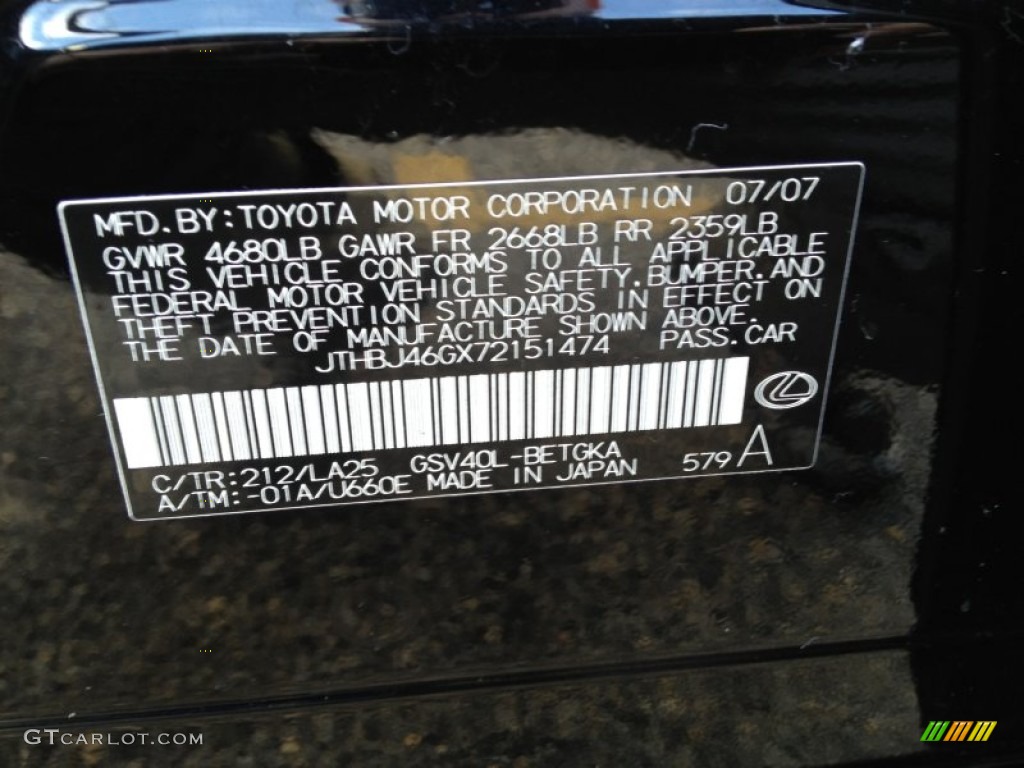 MFD.BY:TOYOTA MOTOR CORPORATION 07/07
GVWR 4680LB GAWR FR 2668LB RR 2359LB
THIS VEHICLE CONFORMS TO ALL APPLICABLE
FEDERAL MOTOR VEHICLE SAFETY.BUMPER.AND
THEFT PREVENTION STANDARDS IN EFFECT ON
THE DATE OF MANUFACTURE SHOWN ABOVE.
JTHBJ46GX72151474 PASS.CAR
C/TR:212/LA25 GSV40L-BETGKA
A/TM:-01A/U660E MADE IN JAPAN 579 A
GTCARLOT.COM